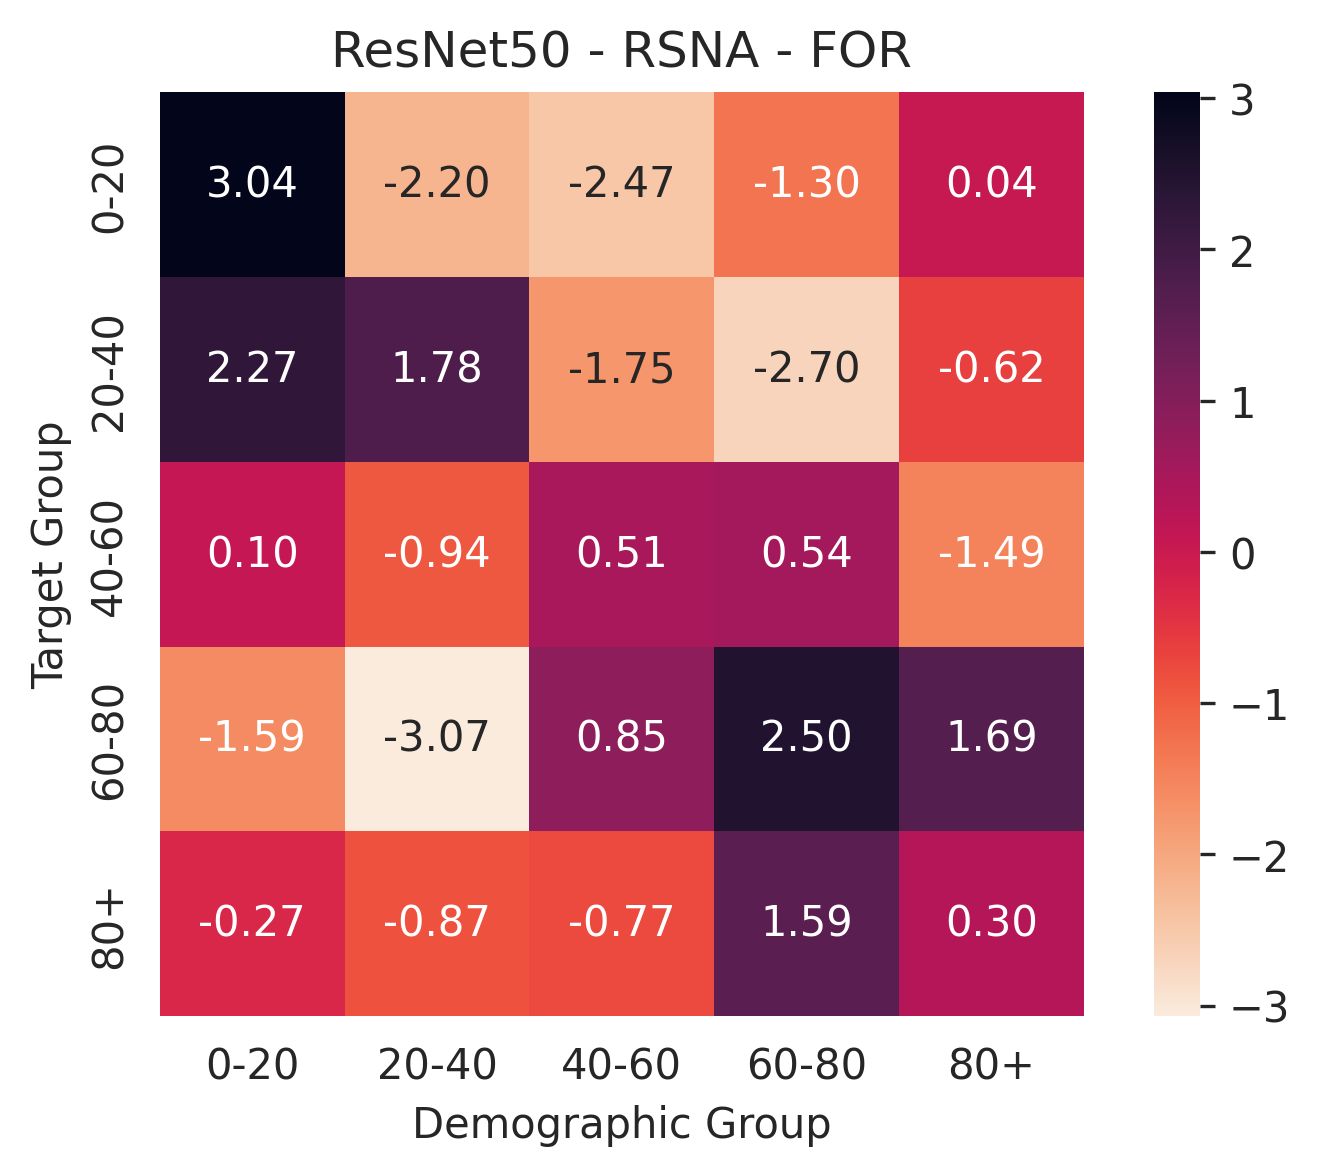 ResNet50 - RSNA - FOR
0-20 3.04 -2.20 -2.47 -1.30 0.04
20-40 2.27 1.78 -1.75 -2.70 -0.62
40-60 0.10 -0.94 0.51 0.54 -1.49
60-80 -1.59 -3.07 0.85 2.50 1.69
80+ -0.27 -0.87 -0.77 1.59 0.30
Target Group
0-20 20-40 40-60 60-80 80+
Demographic Group
3
2
1
0
−1
−2
−3